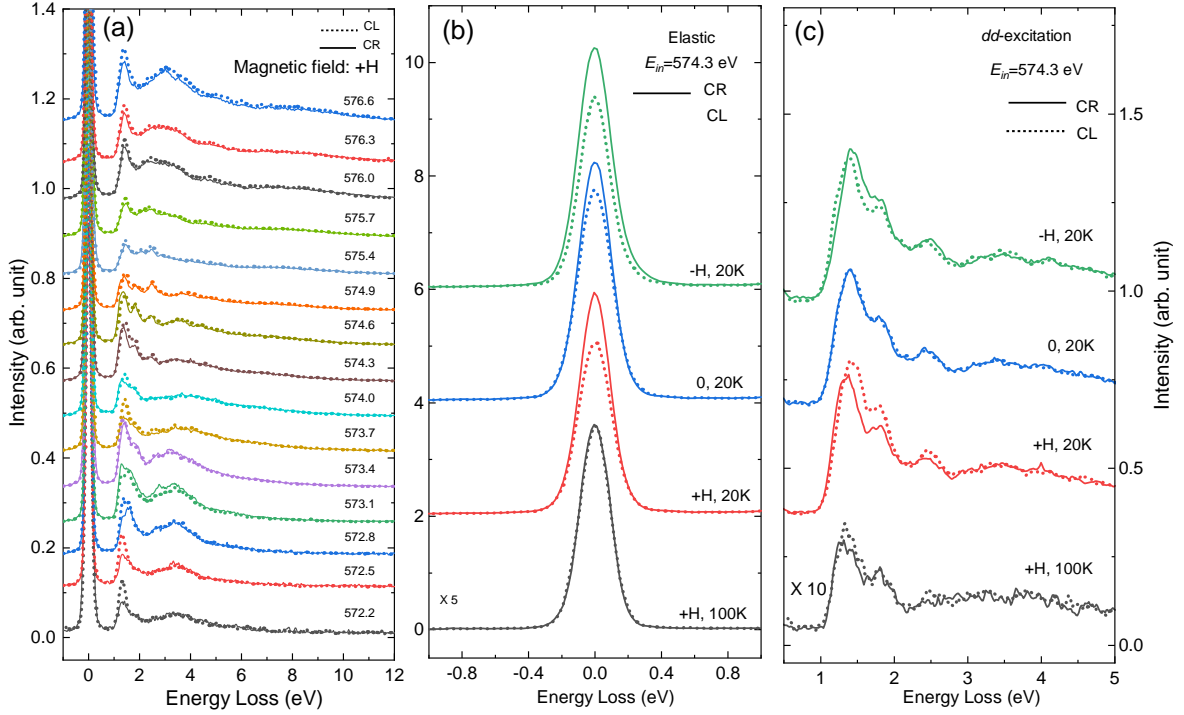 (a)
CL
CR
Magnetic field: +H
576.6
576.3
576.0
575.7
575.4
574.9
574.6
574.3
574.0
573.7
573.4
573.1
572.8
572.5
572.2
1.4
1.2
1.0
0.8
0.6
0.4
0.2
0.0
Intensity (arb. unit)
0 2 4 6 8 10 12
Energy Loss (eV)
(b)
Elastic
E_in=574.3 eV
CR
CL
-H, 20K
0, 20K
+H, 20K
X 5
+H, 100K
10
8
6
4
2
0
-0.8 -0.4 0.0 0.4 0.8
Energy Loss (eV)
(c)
dd-excitation
E_in=574.3 eV
CR
CL
-H, 20K
0, 20K
+H, 20K
+H, 100K
X 10
1.5
1.0
0.5
0.0
Intensity (arb. unit)
1 2 3 4 5
Energy Loss (eV)